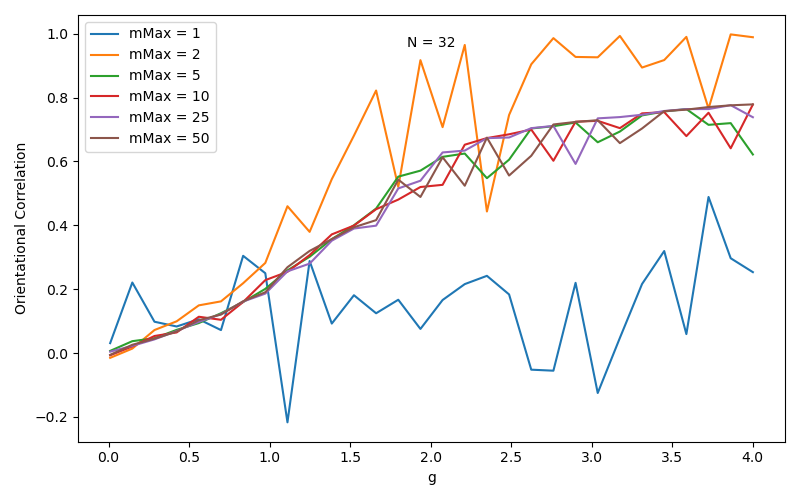 mMax = 1
mMax = 2
mMax = 5
mMax = 10
mMax = 25
mMax = 50
N = 32
Orientational Correlation
1.0
0.8
0.6
0.4
0.2
0.0
−0.2
0.0 0.5 1.0 1.5 2.0 2.5 3.0 3.5 4.0
g